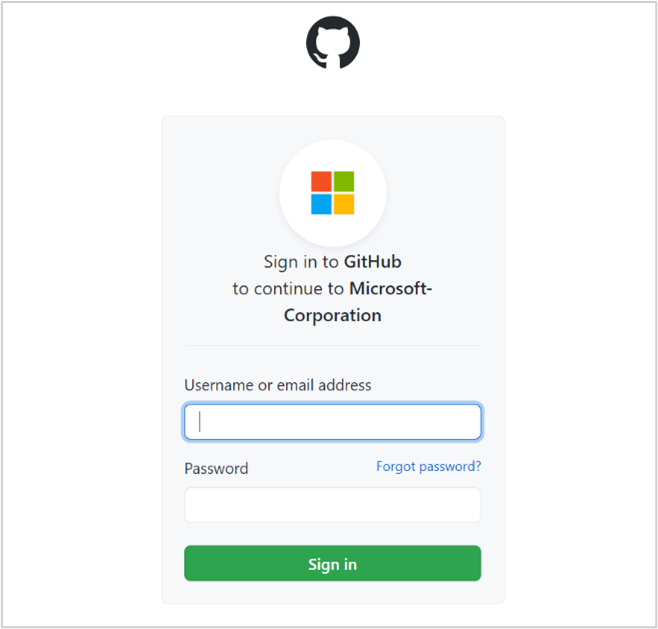 Sign in to GitHub
to continue to Microsoft-
Corporation
Username or email address
Password Forgot password?
Sign in